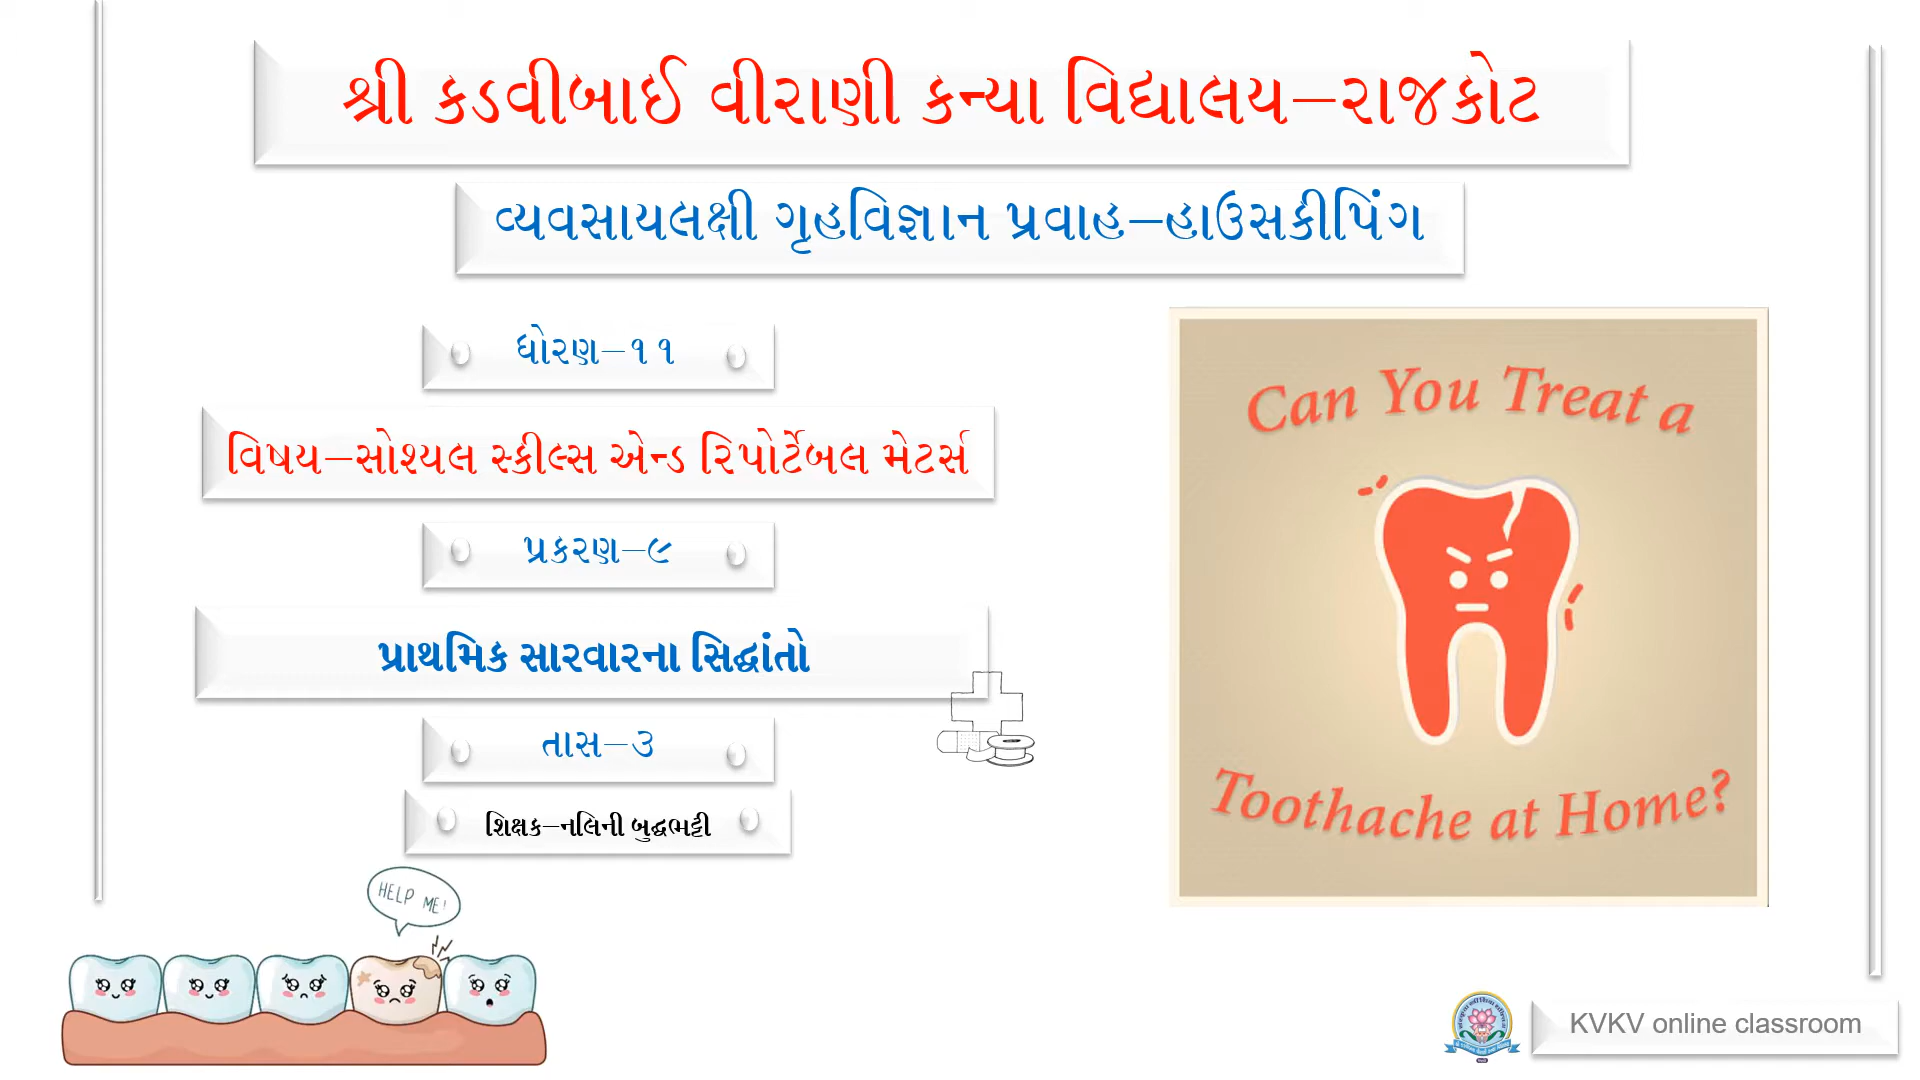 શ્રી કડવીબાઈ વીરાણી કન્યા વિદ્યાલય–રાજકોટ
વ્યવસાયલક્ષી ગૃહવિજ્ઞાન પ્રવાહ–હાઉસકીપિંગ
ધોરણ–૧૧
વિષય–સોશ્યલ સ્કીલ્સ એન્ડ રિપોર્ટેબલ મેટર્સ
પ્રકરણ–૯
પ્રાથમિક સારવારના સિદ્ધાંતો
તાસ–૩
શિક્ષક–નલિની બુદ્ધભટ્ટી
HELP ME!
Can You Treat a
Toothache at Home?
KVKV online classroom